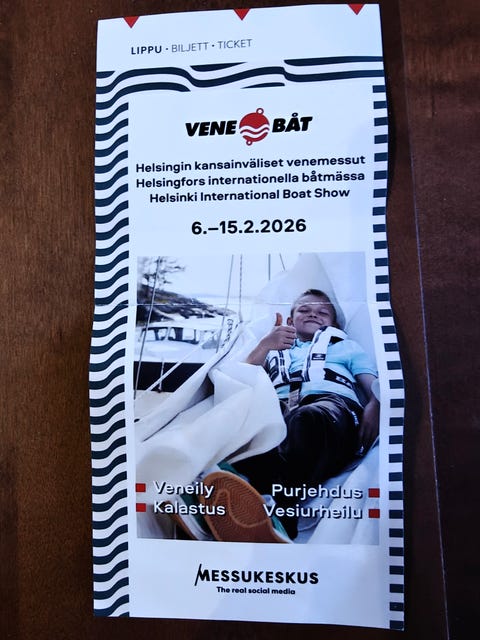 LIPPU · BILJETT · TICKET
VENE BÅT
Helsingin kansainväliset venemessut
Helsingfors internationella båtmässa
Helsinki International Boat Show
6.–15.2.2026
Veneily
Kalastus
Purjehdus
Vesiurheilu
MESSUKESKUS
The real social media